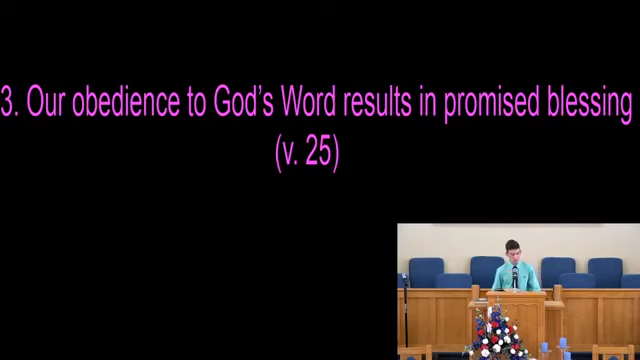 3. Our obedience to God's Word results in promised blessing
(v. 25)